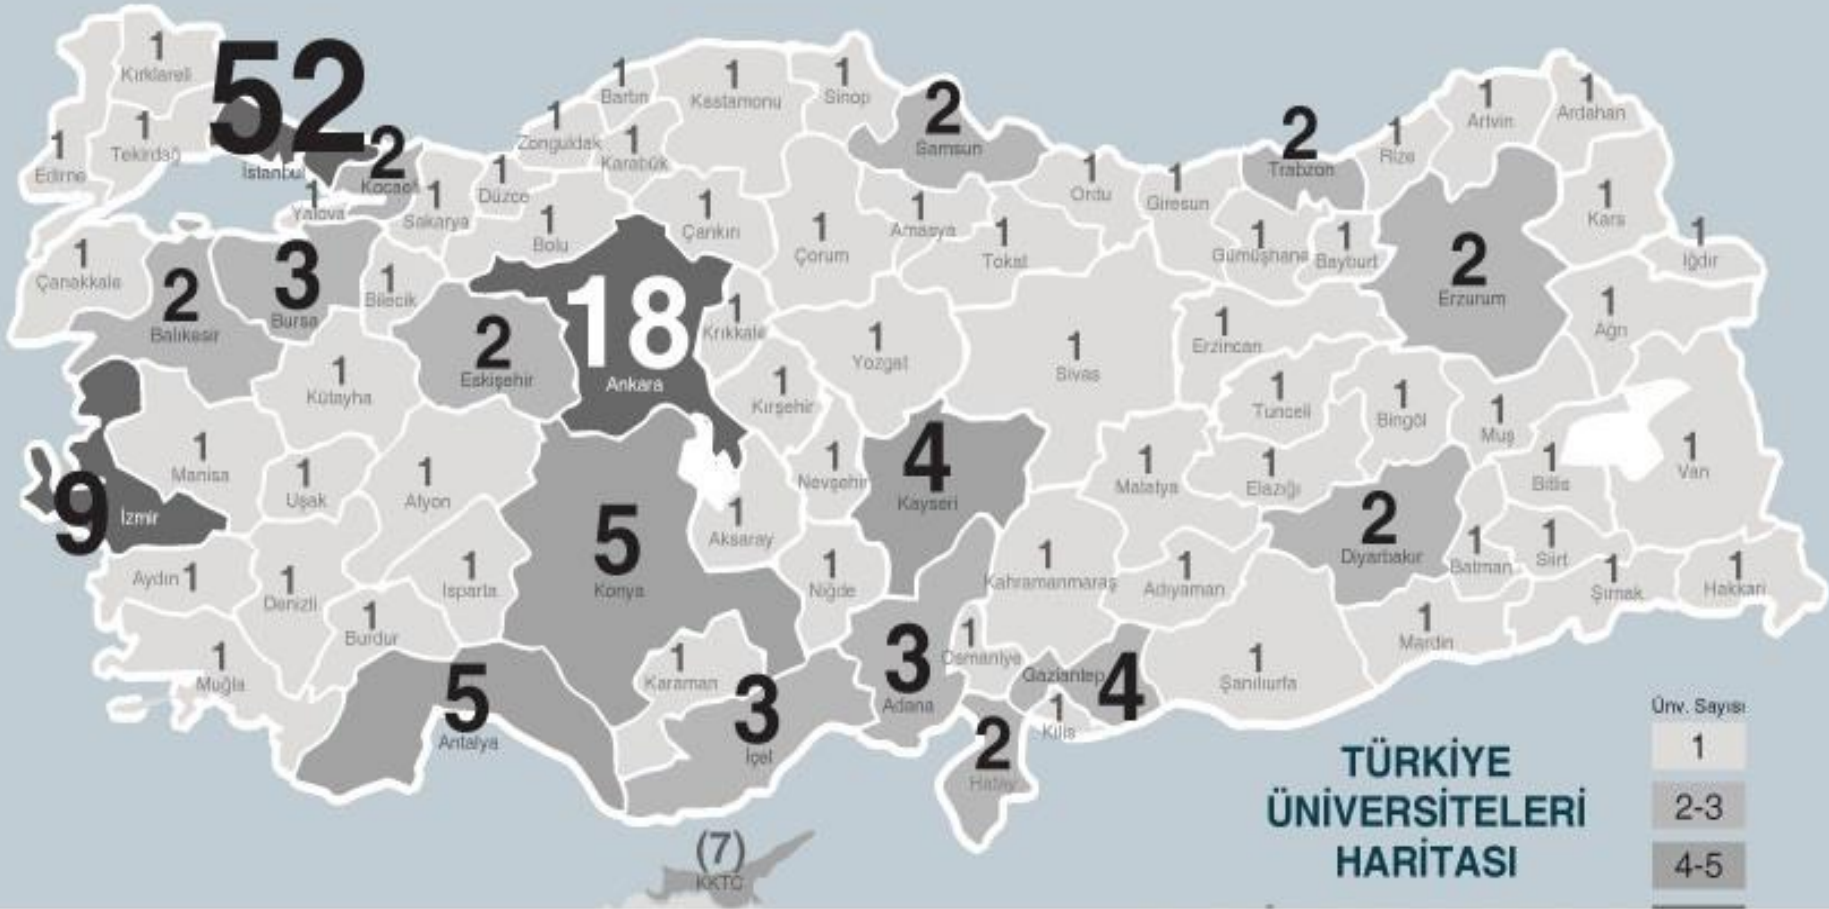 1
Kırklareli
52
İstanbul
1
Edirne
1
Tekirdağ
2
Kocaeli
1
Yalova
1
Sakarya
1
Düzce
1
Zonguldak
1
Bartın
1
Karabük
1
Kastamonu
1
Sinop
2
Samsun
1
Ordu
1
Giresun
2
Trabzon
1
Rize
1
Artvin
1
Ardahan
1
Kars
1
Iğdır
1
Çanakkale
2
Balıkesir
3
Bursa
1
Bilecik
1
Bolu
1
Çankırı
1
Çorum
1
Amasya
1
Tokat
1
Gümüşhane
1
Bayburt
2
Erzurum
1
Ağrı
2
Eskişehir
18
Ankara
1
Krıkkale
1
Yozgat
1
Sivas
1
Erzincan
1
Kütayha
1
Kırşehir
1
Tunceli
1
Bingöl
1
Muş
1
Manisa
1
Uşak
1
Afyon
1
Nevşehir
4
Kayseri
1
Malatya
1
Elazığı
1
Bitlis
1
Van
9
İzmir
5
Konya
1
Aksaray
2
Diyarbakır
1
Batman
1
Siirt
1
Şırnak
1
Hakkari
Aydın 1
1
Denizli
1
Isparta
1
Burdur
1
Niğde
1
Kahramanmaraş
1
Adıyaman
1
Muğla
5
Antalya
1
Karaman
3
İçel
3
Adana
1
Osmaniye
Gaziantep 4
1
Kilis
1
Şanlıurfa
1
Mardin
2
Hatay
(7)
KKTC
TÜRKİYE
ÜNİVERSİTELERİ
HARİTASI
Ünv. Sayısı
1
2-3
4-5